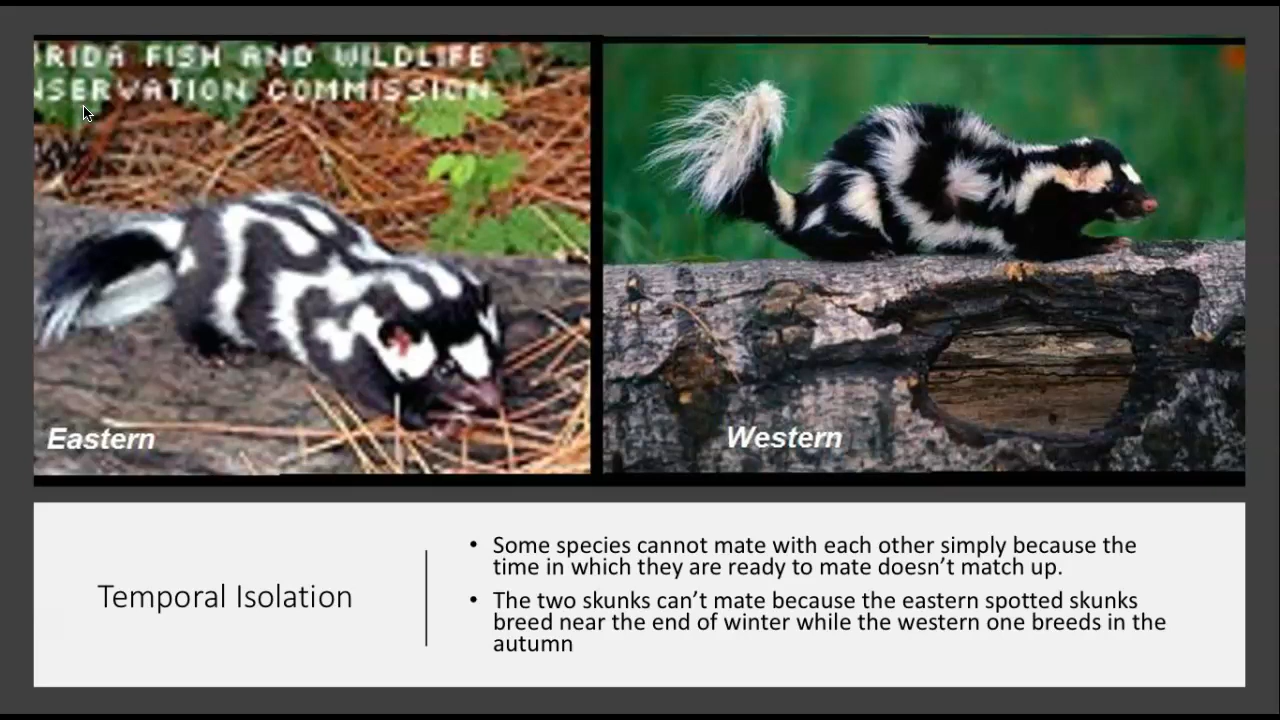 RIDA FISH AND WILDLIFE
NSERVATION COMMISSION
Eastern
Western
Temporal Isolation
• Some species cannot mate with each other simply because the
time in which they are ready to mate doesn’t match up.
• The two skunks can’t mate because the eastern spotted skunks
breed near the end of winter while the western one breeds in the
autumn